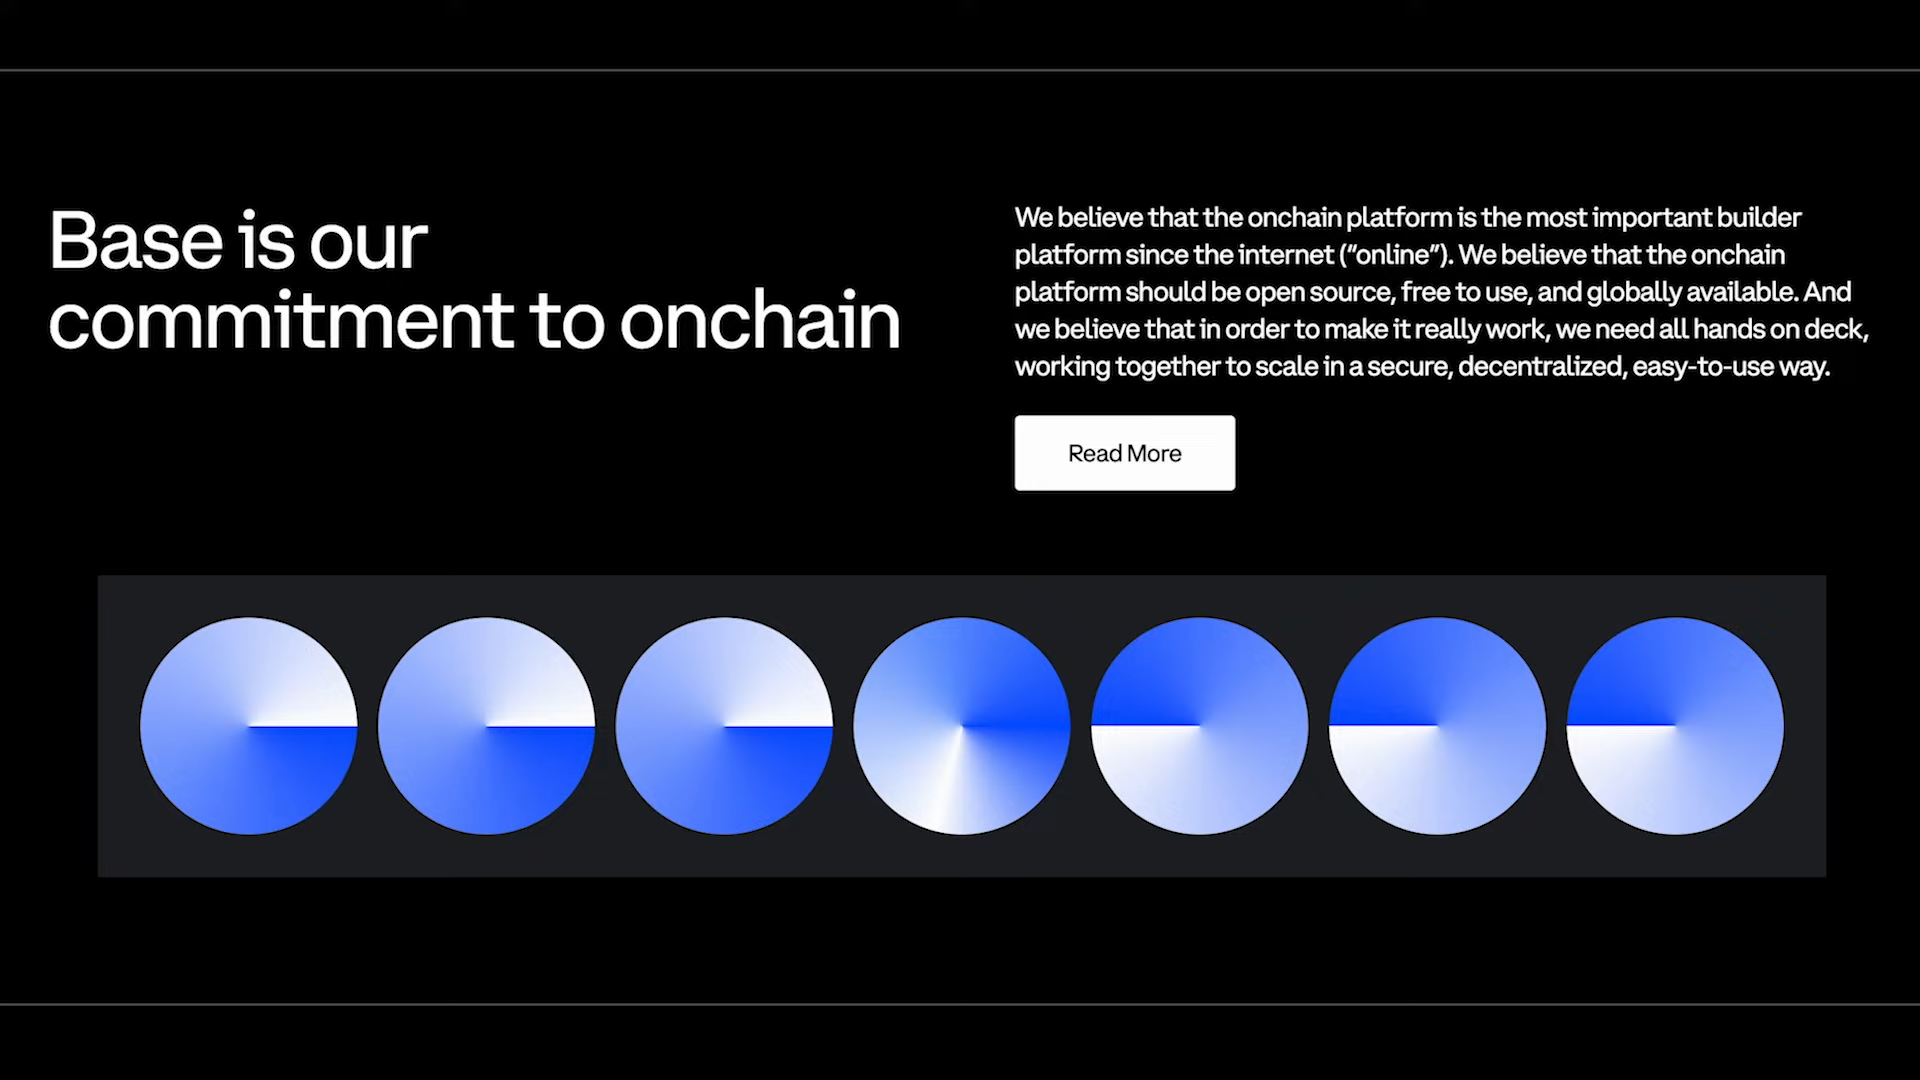 Base is our
commitment to onchain
We believe that the onchain platform is the most important builder
platform since the internet (“online”). We believe that the onchain
platform should be open source, free to use, and globally available. And
we believe that in order to make it really work, we need all hands on deck,
working together to scale in a secure, decentralized, easy-to-use way.
Read More